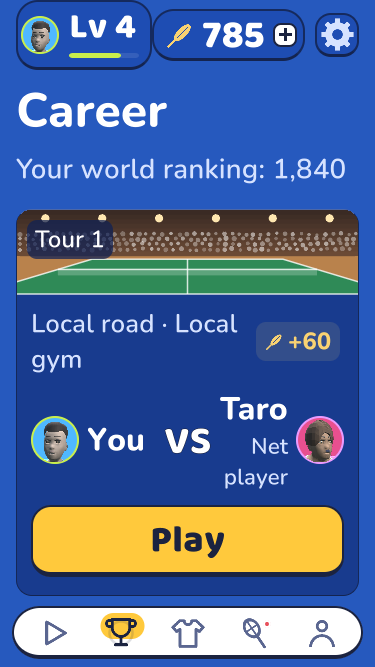 Lv 4
785
Career
Your world ranking: 1,840
Tour 1
Local road · Local
gym
+60
You
VS
Taro
Net
player
Play